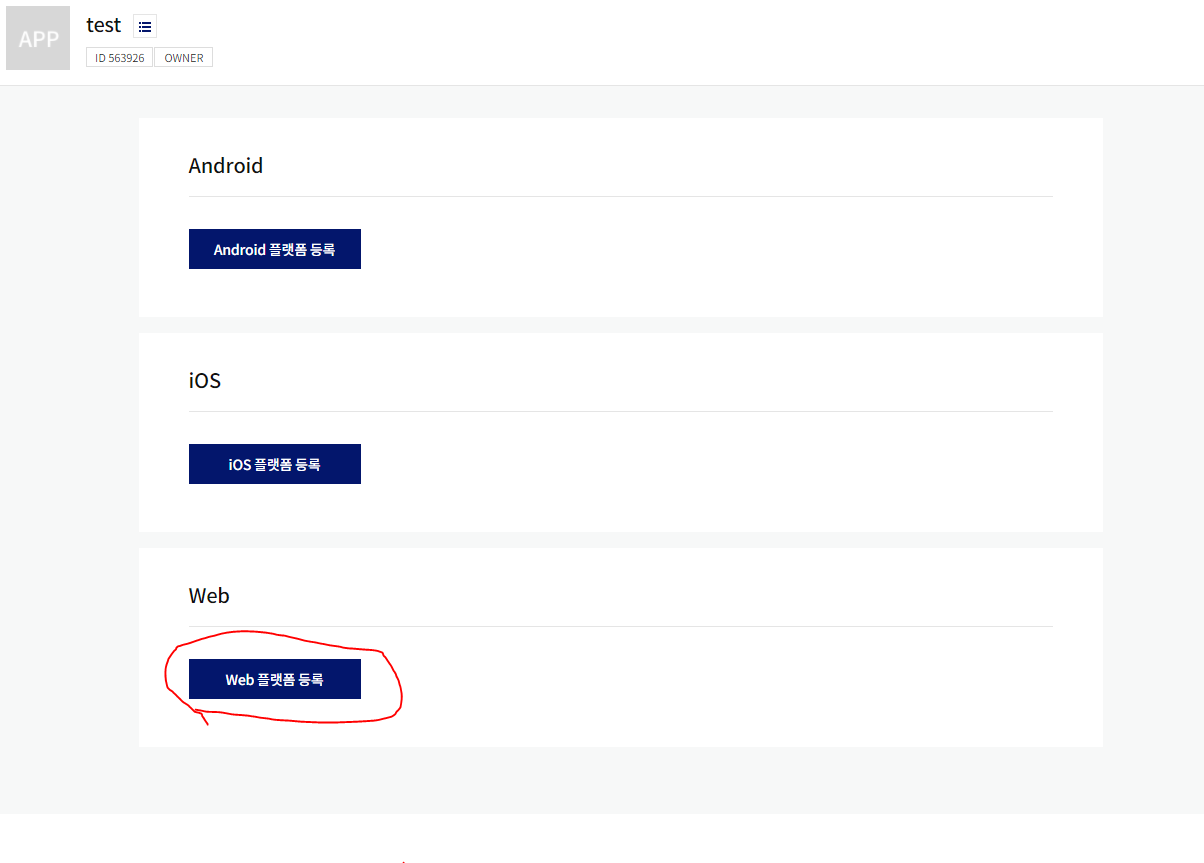 APP
test
ID 563926 OWNER
Android
Android 플랫폼 등록
iOS
iOS 플랫폼 등록
Web
Web 플랫폼 등록